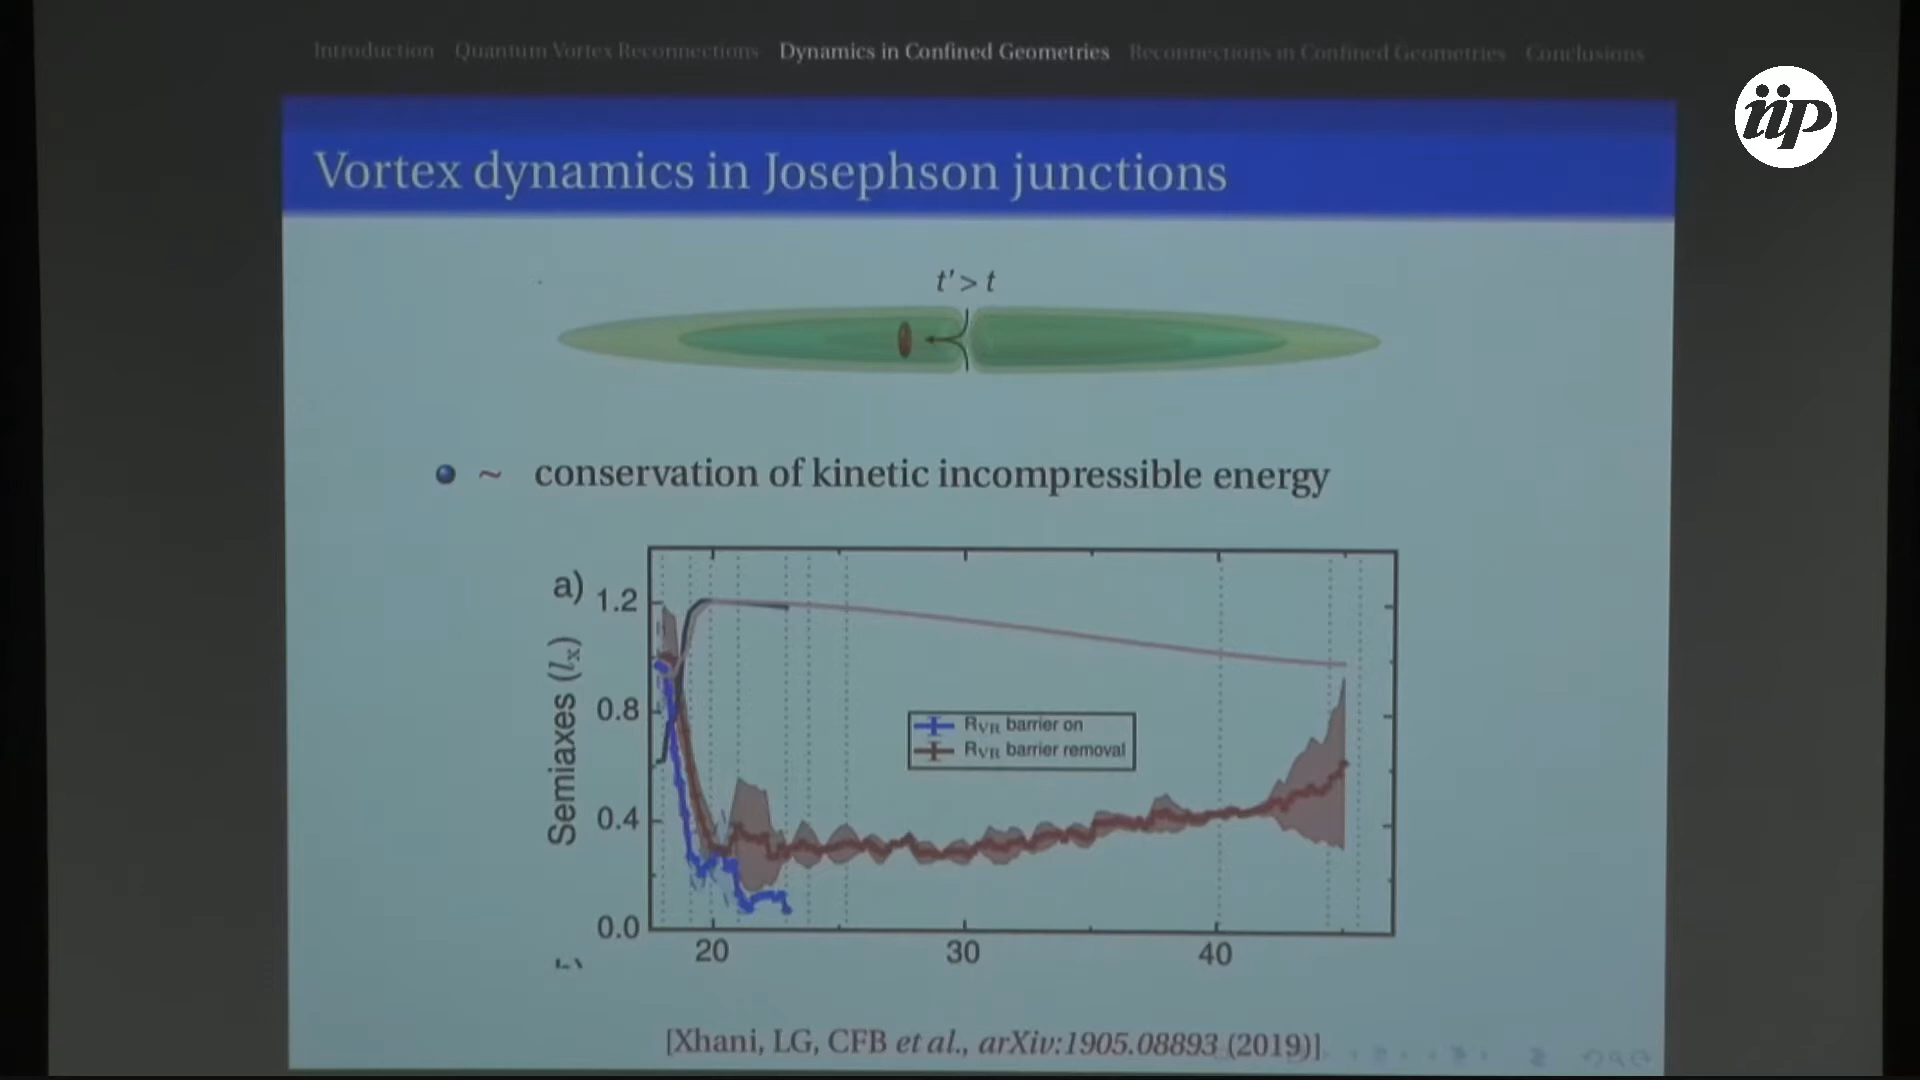 Introduction Quantum Vortex Reconnections Dynamics in Confined Geometries Reconnections in Confined Geometries Conclusions
iip
Vortex dynamics in Josephson junctions
t' > t
~ conservation of kinetic incompressible energy
a)
1.2
0.8
0.4
0.0
Semiaxes (lx)
RVR barrier on
RVR barrier removal
20 30 40
[Xhani, LG, CFB et al., arXiv:1905.08893 (2019)]